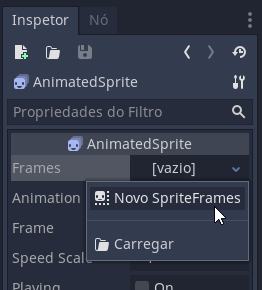 Inspetor Nó
AnimatedSprite
Propriedades do Filtro
AnimatedSprite
Frames [vazio]
Novo SpriteFrames
Animation
Carregar
Frame
Speed Scale
Playing On